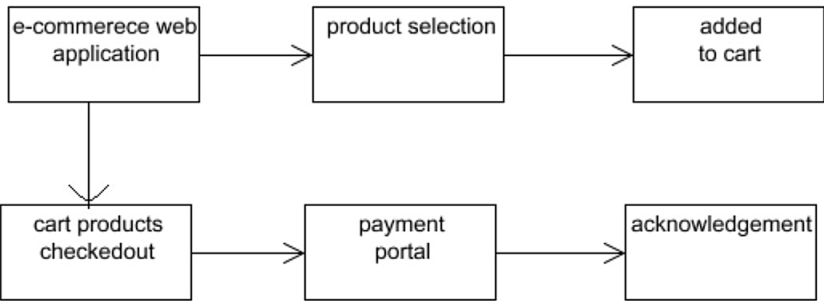 e-commerece web
application
product selection
added
to cart
cart products
checkedout
payment
portal
acknowledgement